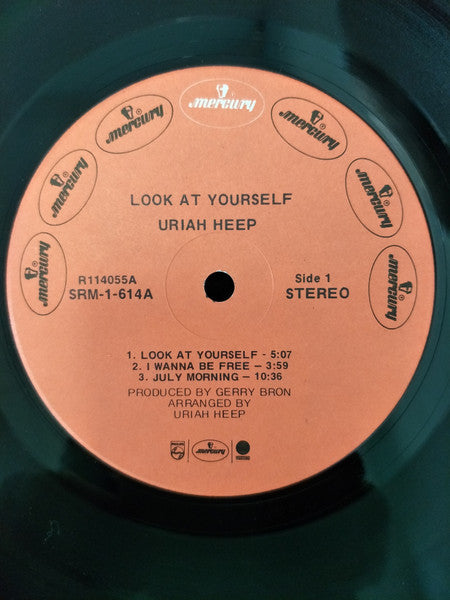 mercury
mercury
mercury
mercury
mercury
mercury
mercury
LOOK AT YOURSELF
URIAH HEEP
R114055A
Side 1
SRM-1-614A
STEREO
1. LOOK AT YOURSELF - 5:07
2. I WANNA BE FREE — 3:59
3. JULY MORNING — 10:36
PRODUCED BY GERRY BRON
ARRANGED BY
URIAH HEEP
PHILIPS
mercury